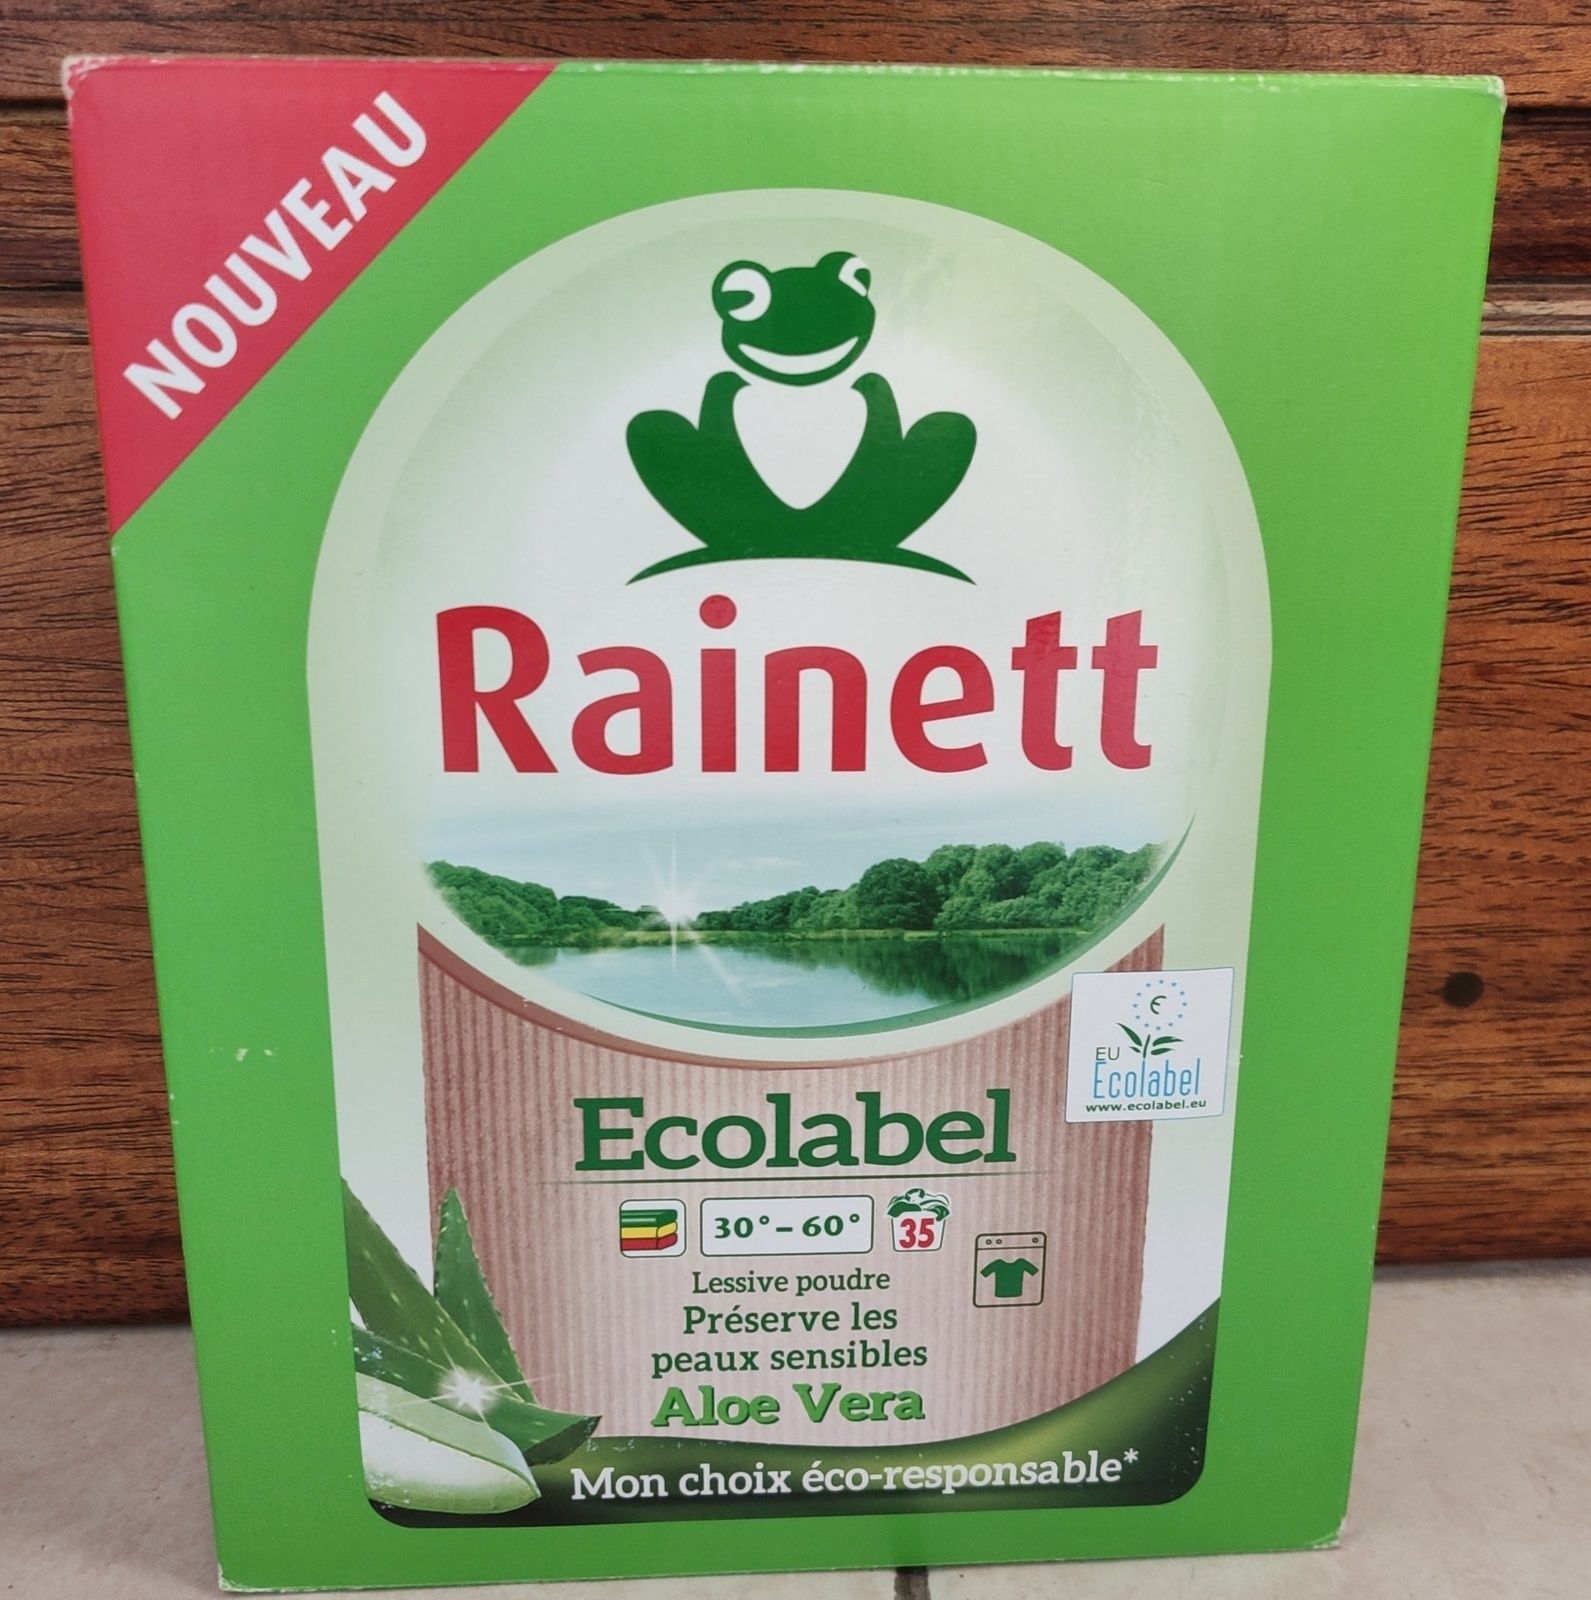 NOUVEAU
Rainett
EU
Ecolabel
www.ecolabel.eu
Ecolabel
30°-60°
35
Lessive poudre
Préserve les
peaux sensibles
Aloe Vera
Mon choix éco-responsable*